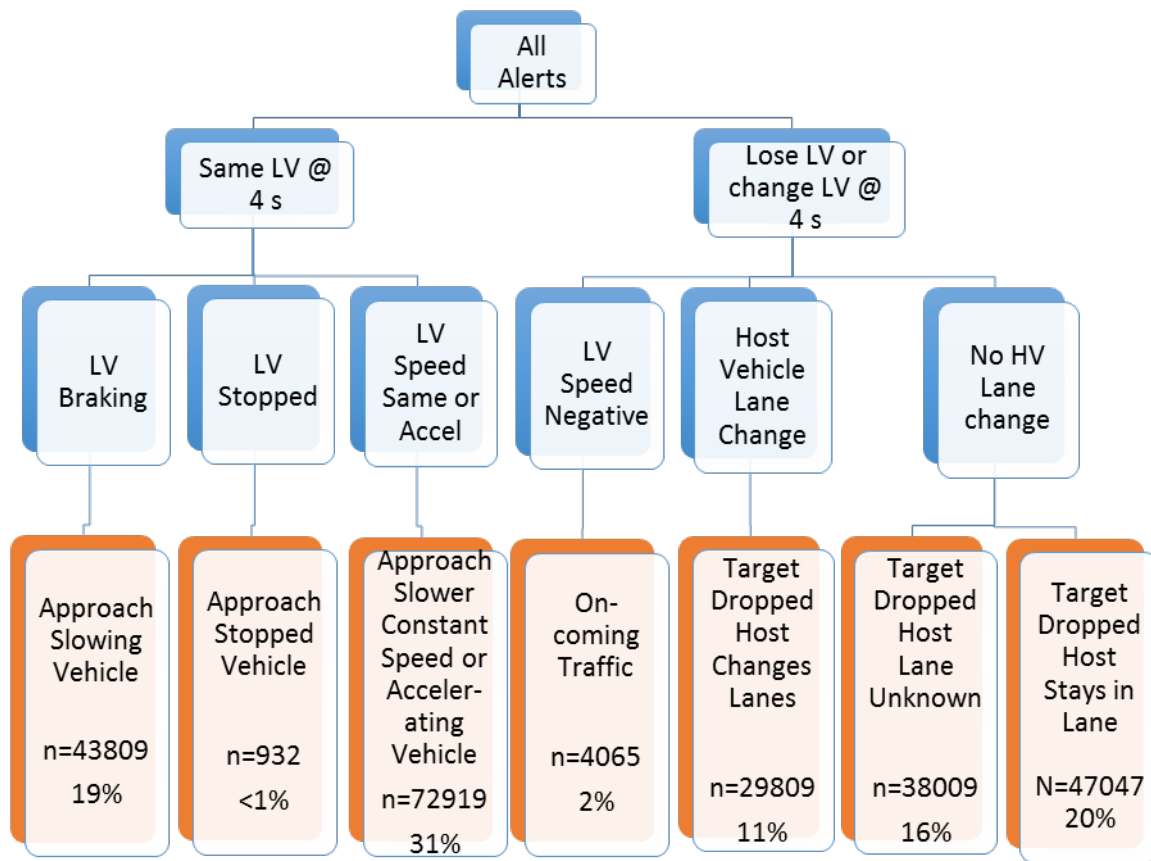 All
Alerts
Same LV @
4 s
Lose LV or
change LV @
4 s
LV
Braking
LV
Stopped
LV
Speed
Same or
Accel
LV
Speed
Negative
Host
Vehicle
Lane
Change
No HV
Lane
change
Approach
Slowing
Vehicle
n=43809
19%
Approach
Stopped
Vehicle
n=932
<1%
Approach
Slower
Constant
Speed or
Acceler-
ating
Vehicle
n=72919
31%
On-
coming
Traffic
n=4065
2%
Target
Dropped
Host
Changes
Lanes
n=29809
11%
Target
Dropped
Host
Lane
Unknown
n=38009
16%
Target
Dropped
Host
Stays in
Lane
N=47047
20%